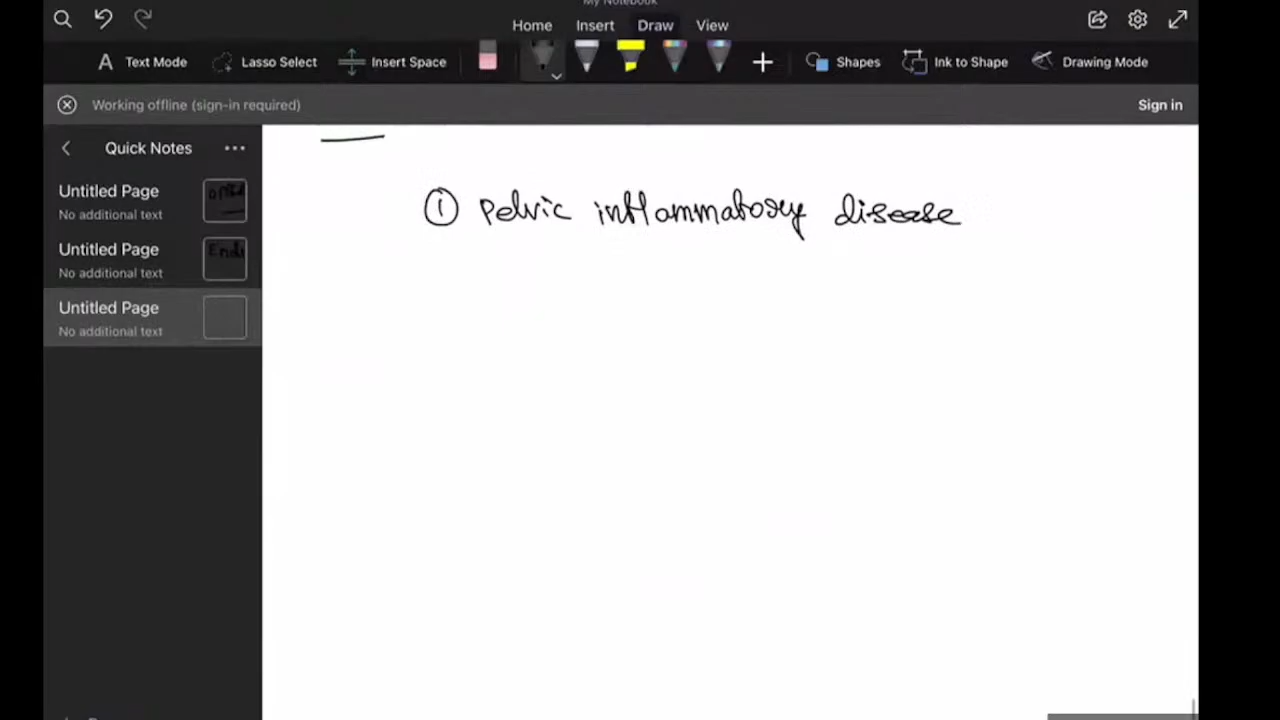 My Notebook
Home Insert Draw View
Text Mode Lasso Select Insert Space Shapes Ink to Shape Drawing Mode
Working offline (sign-in required) Sign in
Quick Notes
Untitled Page
No additional text
Untitled Page
No additional text
Untitled Page
No additional text
① Pelvic inflammatory disease